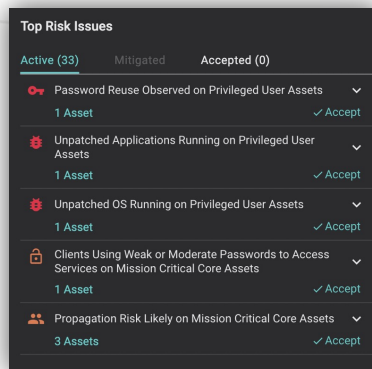 Top Risk Issues
Active (33) Mitigated Accepted (0)
Password Reuse Observed on Privileged User Assets
1 Asset ✓ Accept
Unpatched Applications Running on Privileged User
Assets
1 Asset ✓ Accept
Unpatched OS Running on Privileged User Assets
1 Asset ✓ Accept
Clients Using Weak or Moderate Passwords to Access
Services on Mission Critical Core Assets
1 Asset ✓ Accept
Propagation Risk Likely on Mission Critical Core Assets
3 Assets ✓ Accept